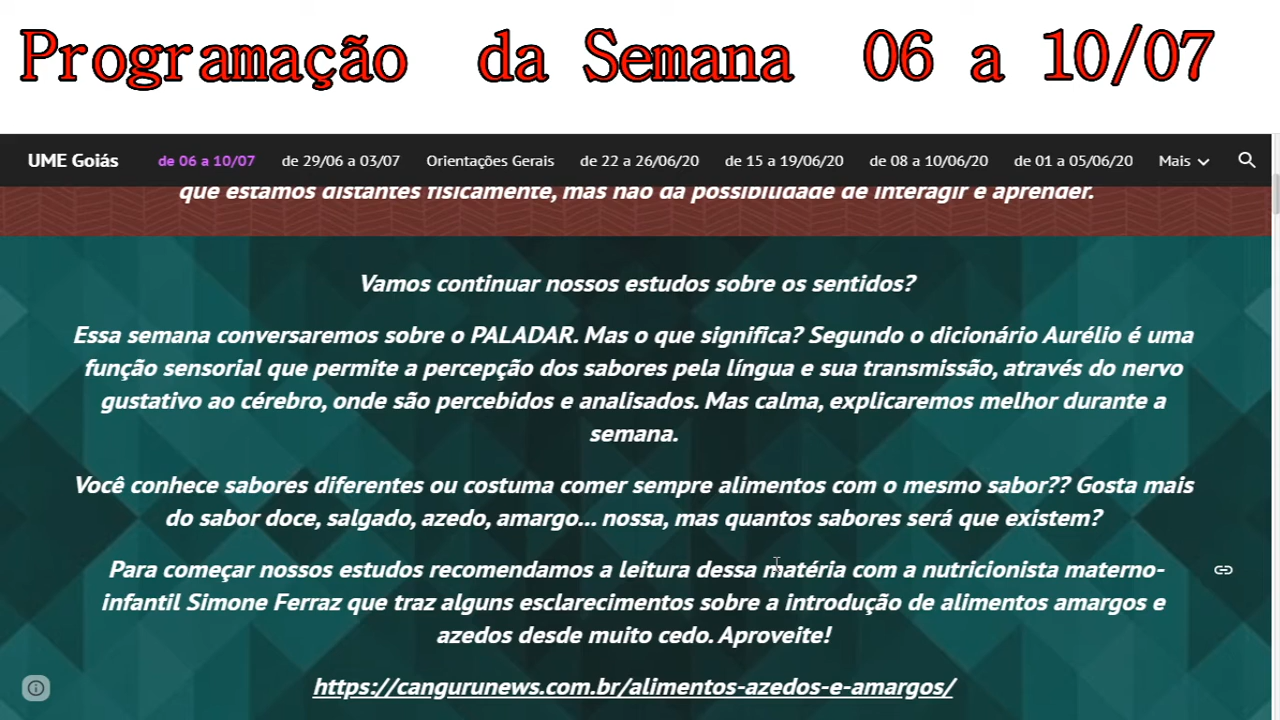 Programação da Semana 06 a 10/07
UME Goiás de 06 a 10/07 de 29/06 a 03/07 Orientações Gerais de 22 a 26/06/20 de 15 a 19/06/20 de 08 a 10/06/20 de 01 a 05/06/20 Mais
que estamos distantes fisicamente, mas não da possibilidade de interagir e aprender.
Vamos continuar nossos estudos sobre os sentidos?
Essa semana conversaremos sobre o PALADAR. Mas o que significa? Segundo o dicionário Aurélio é uma
função sensorial que permite a percepção dos sabores pela língua e sua transmissão, através do nervo
gustativo ao cérebro, onde são percebidos e analisados. Mas calma, explicaremos melhor durante a
semana.
Você conhece sabores diferentes ou costuma comer sempre alimentos com o mesmo sabor?? Gosta mais
do sabor doce, salgado, azedo, amargo... nossa, mas quantos sabores será que existem?
Para começar nossos estudos recomendamos a leitura dessa matéria com a nutricionista materno-
infantil Simone Ferraz que traz alguns esclarecimentos sobre a introdução de alimentos amargos e
azedos desde muito cedo. Aproveite!
https://cangurunews.com.br/alimentos-azedos-e-amargos/